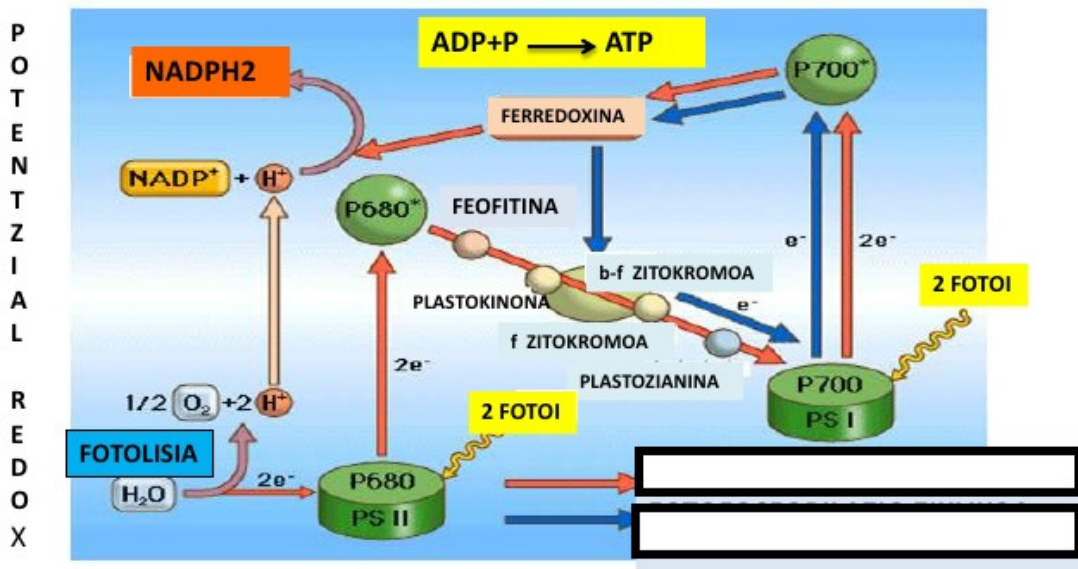 POTENTZIAL REDOX
ADP+P → ATP
NADPH2
P700*
FERREDOXINA
NADP⁺ + H⁺
P680*
FEOFITINA
e⁻
2e⁻
b-f ZITOKROMOA
2 FOTOI
PLASTOKINONA
e⁻
f ZITOKROMOA
2e⁻
PLASTOZIANINA
P700
PS I
1/2 O₂ +2 H⁺
2 FOTOI
FOTOLISIA
H₂O
2e⁻
P680
PS II